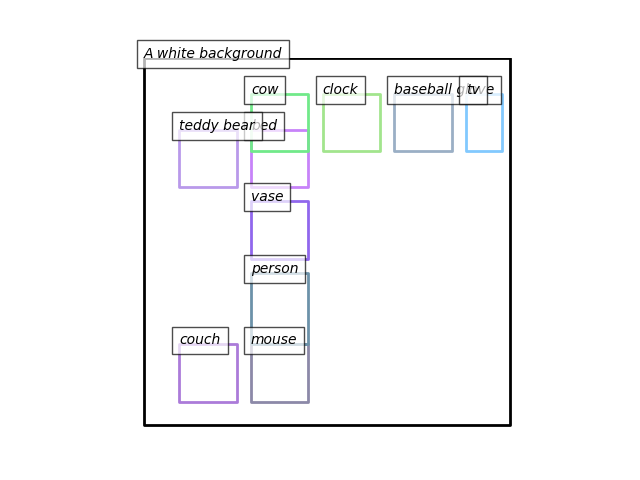 A white background
cow
clock
baseball glove
tv
teddy bear
bed
vase
person
couch
mouse